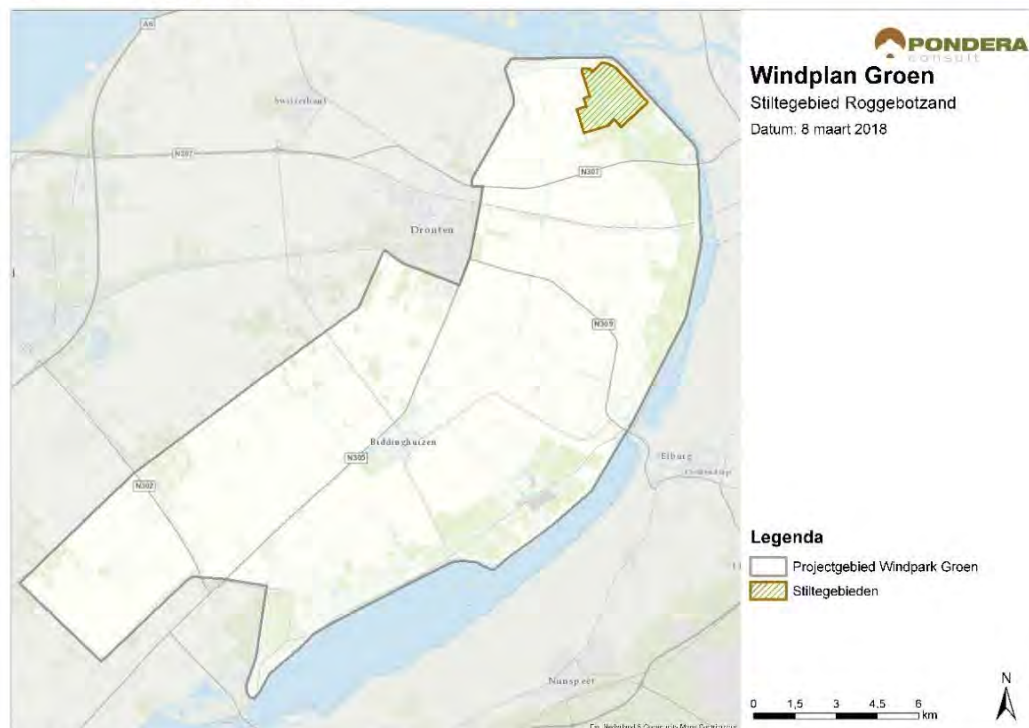 PONDERA
consult
Windplan Groen
Stiltegebied Roggebotzand
Datum: 8 maart 2018
A6
Swifterbant
N307
N307
Dronten
N309
Biddinghuizen
N305
Elburg
N302
Nunspeet
Legenda
Projectgebied Windpark Groen
Stiltegebieden
N
0 1,5 3 4,5 6
km